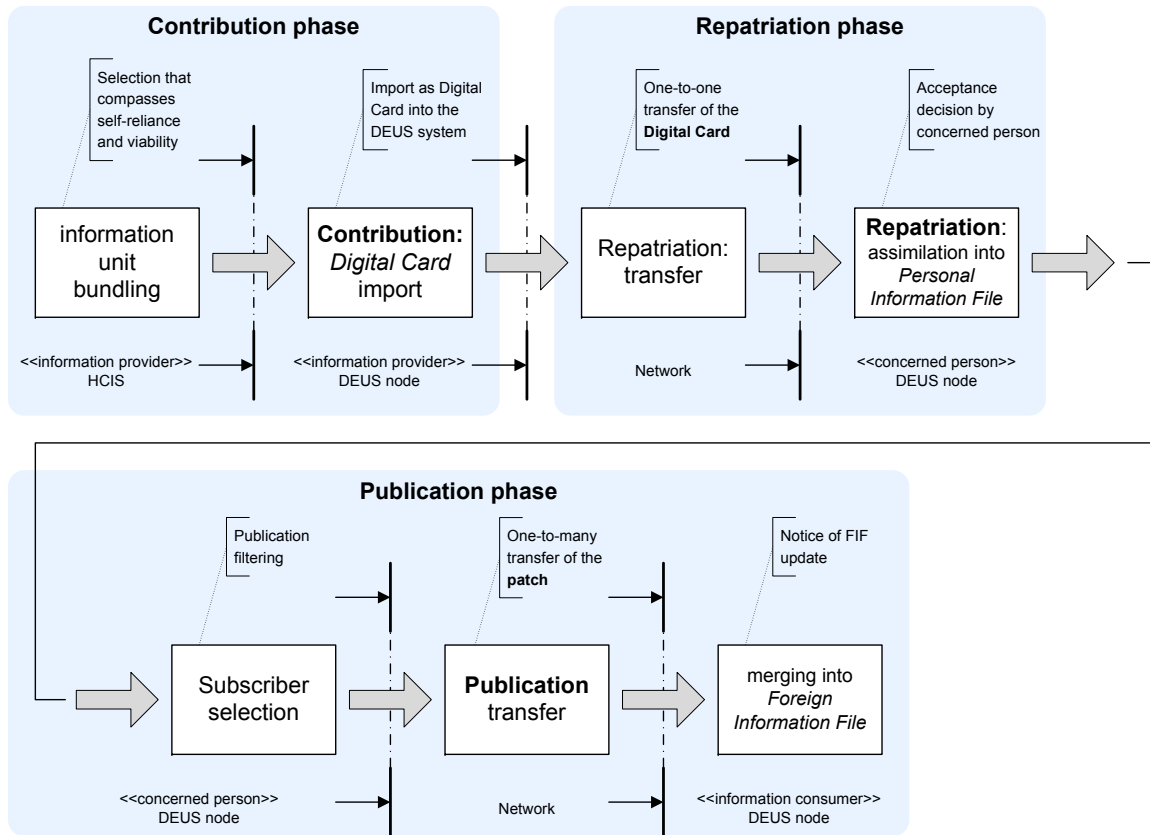 Contribution phase
Selection that
compasses
self-reliance
and viability
Import as Digital
Card into the
DEUS system
information
unit
bundling
Contribution:
Digital Card
import
<<information provider>>
HCIS
<<information provider>>
DEUS node
Repatriation phase
One-to-one
transfer of the
Digital Card
Acceptance
decision by
concerned person
Repatriation:
transfer
Repatriation:
assimilation into
Personal
Information File
Network
<<concerned person>>
DEUS node
Publication phase
Publication
filtering
One-to-many
transfer of the
patch
Notice of FIF
update
Subscriber
selection
Publication
transfer
merging into
Foreign
Information File
<<concerned person>>
DEUS node
Network
<<information consumer>>
DEUS node